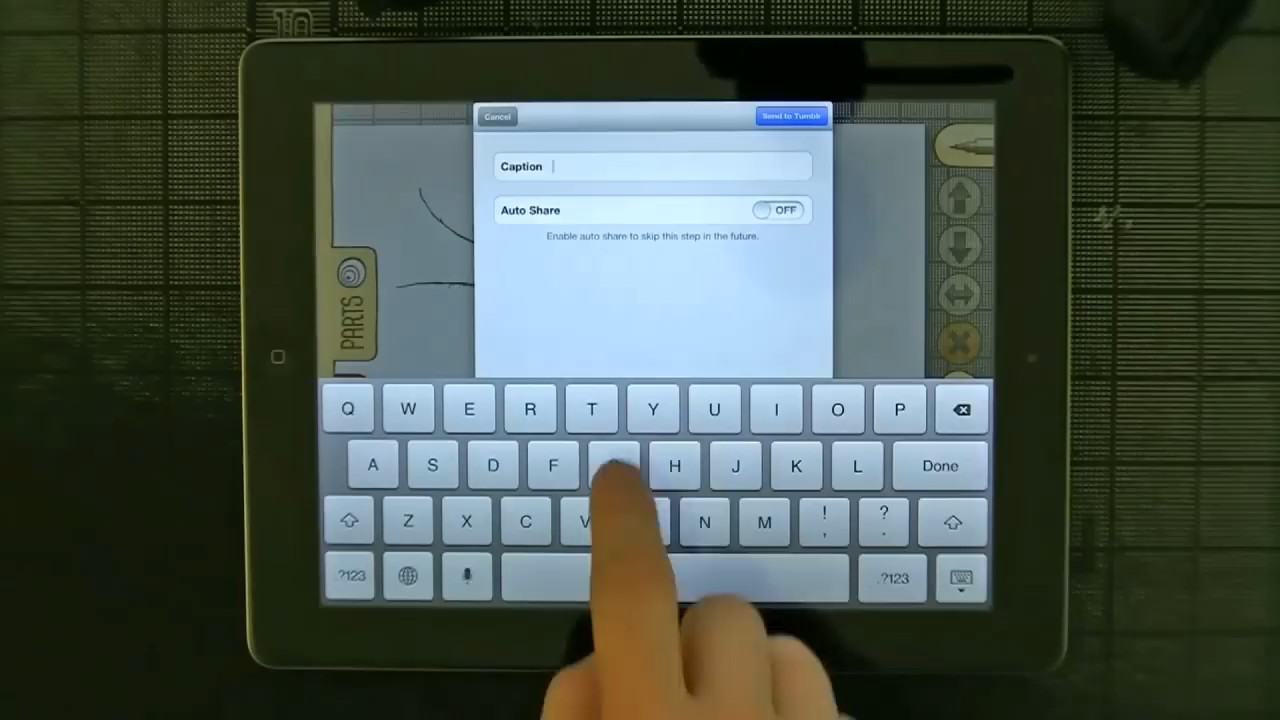 10
Cancel
Send to Tumblr
Caption
Auto Share
OFF
Enable auto share to skip this step in the future.
PARTS
Q W E R T Y U I O P
A S D F H J K L Done
Z X C V N M ! , ? .
.?123
.?123